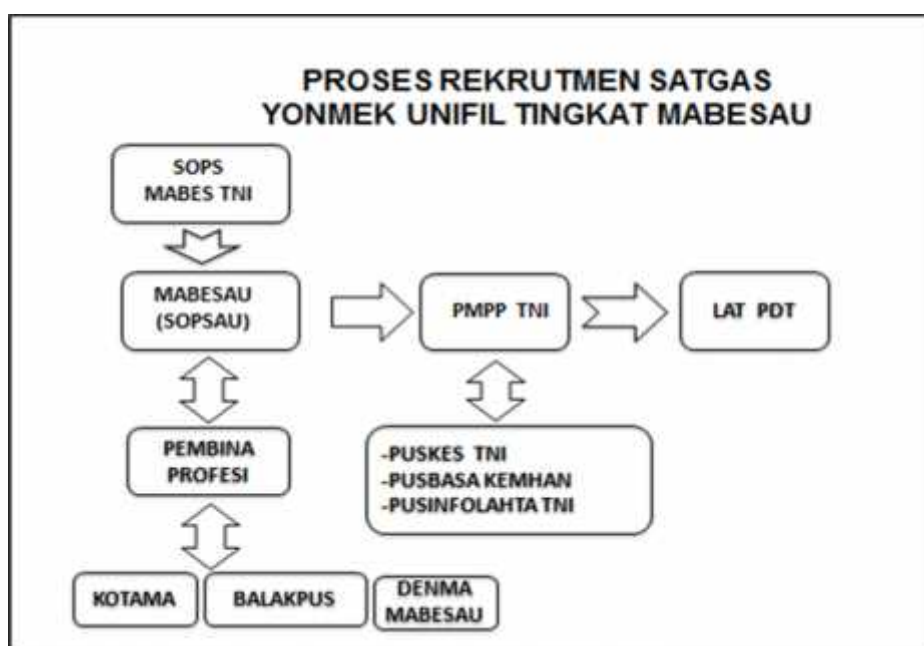 PROSES REKRUTMEN SATGAS
YONMEK UNIFIL TINGKAT MABESAU
SOPS
MABES TNI
MABESAU
(SOPSAU)
PMPP TNI
LAT PDT
PEMBINA
PROFESI
-PUSKES TNI
-PUSBASA KEMHAN
-PUSINFOLAHTA TNI
KOTAMA
BALAKPUS
DENMA
MABESAU